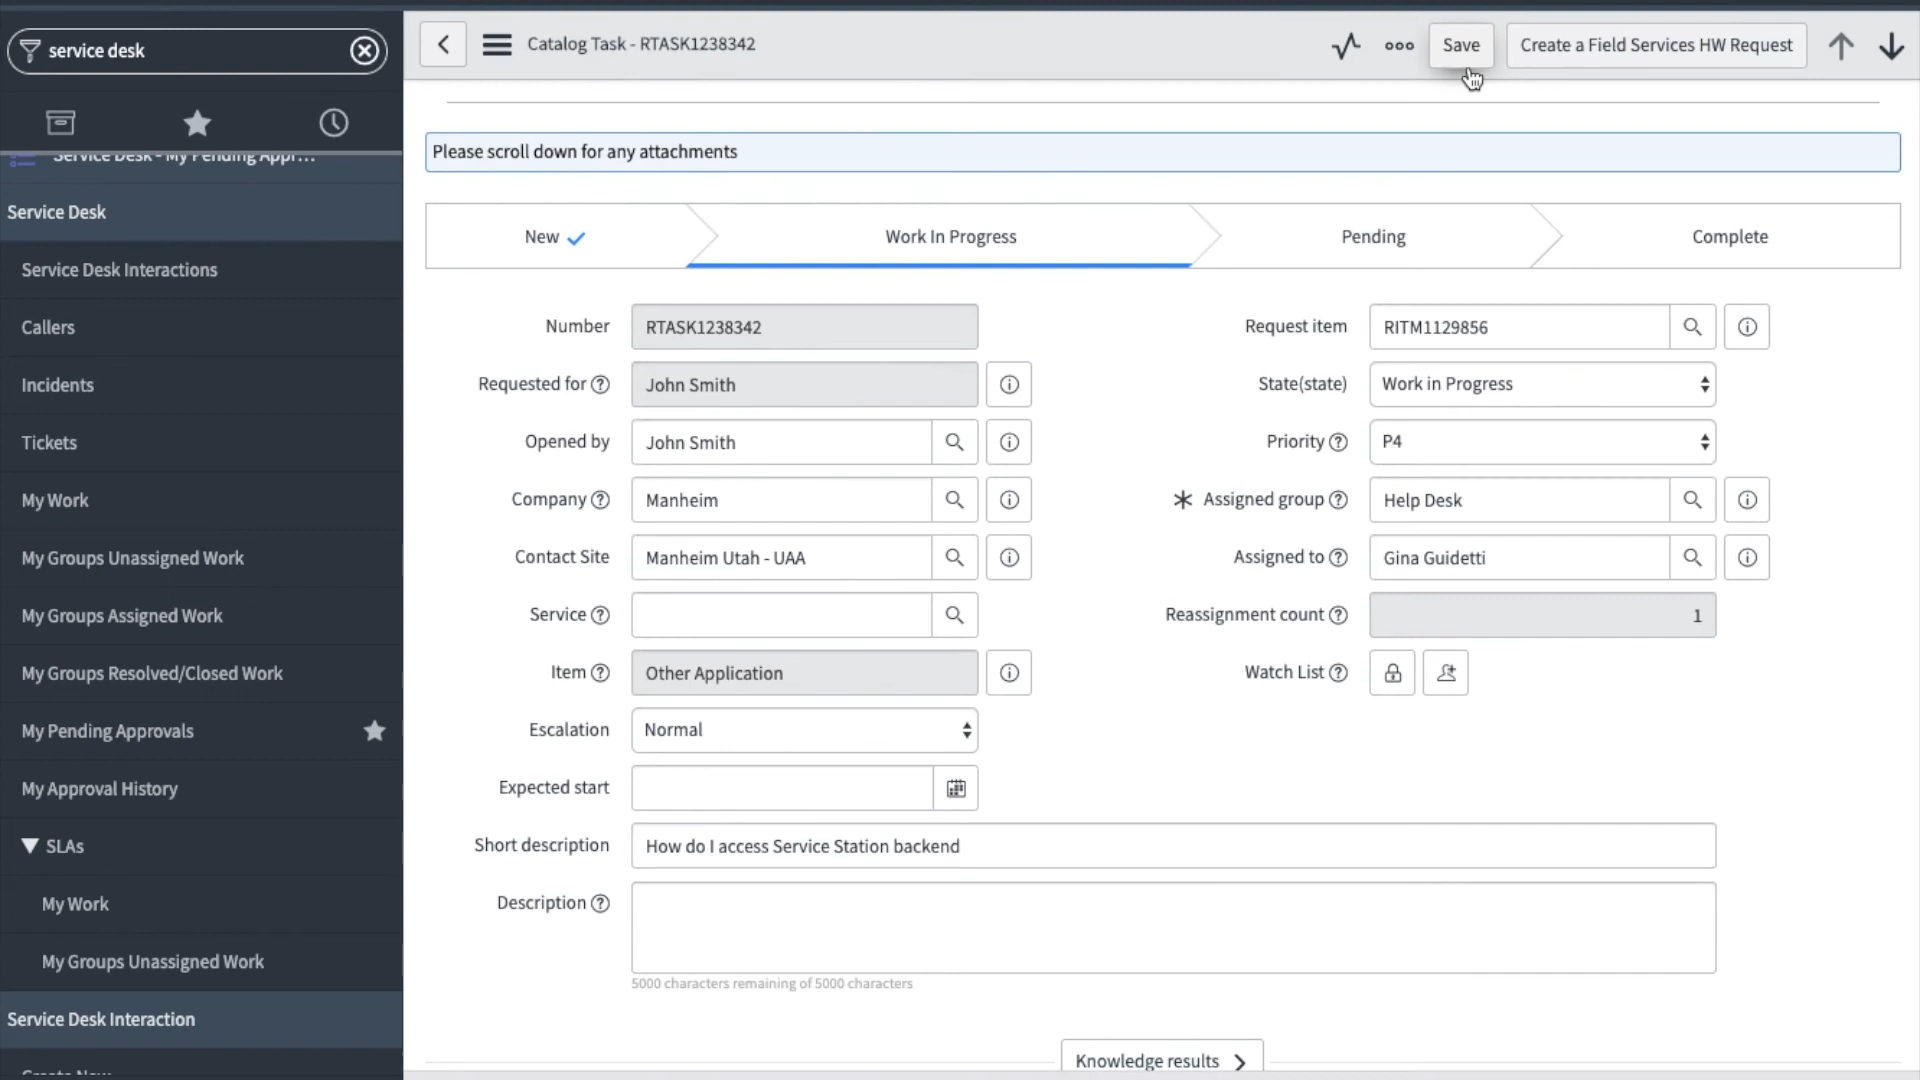 service desk
Service Desk - My Pending Appr...
Service Desk
Service Desk Interactions
Callers
Incidents
Tickets
My Work
My Groups Unassigned Work
My Groups Assigned Work
My Groups Resolved/Closed Work
My Pending Approvals
My Approval History
SLAs
My Work
My Groups Unassigned Work
Service Desk Interaction
Create New
Catalog Task - RTASK1238342
Save
Create a Field Services HW Request
Please scroll down for any attachments
New
Work In Progress
Pending
Complete
Number RTASK1238342
Requested for John Smith
Opened by John Smith
Company Manheim
Contact Site Manheim Utah - UAA
Service
Item Other Application
Escalation Normal
Expected start
Request item RITM1129856
State(state) Work in Progress
Priority P4
Assigned group Help Desk
Assigned to Gina Guidetti
Reassignment count 1
Watch List
Short description How do I access Service Station backend
Description
5000 characters remaining of 5000 characters
Knowledge results